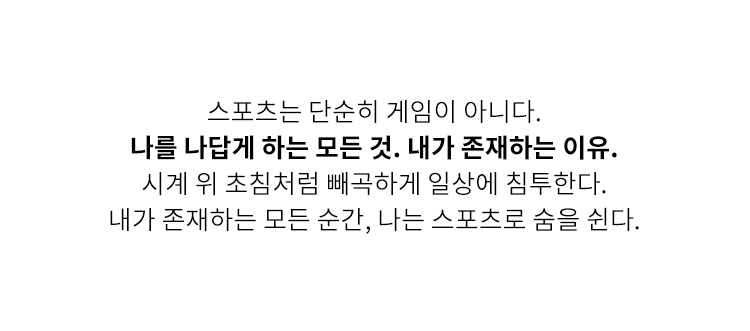 스포츠는 단순히 게임이 아니다.
나를 나답게 하는 모든 것. 내가 존재하는 이유.
시계 위 초침처럼 빼곡하게 일상에 침투한다.
내가 존재하는 모든 순간, 나는 스포츠로 숨을 쉰다.